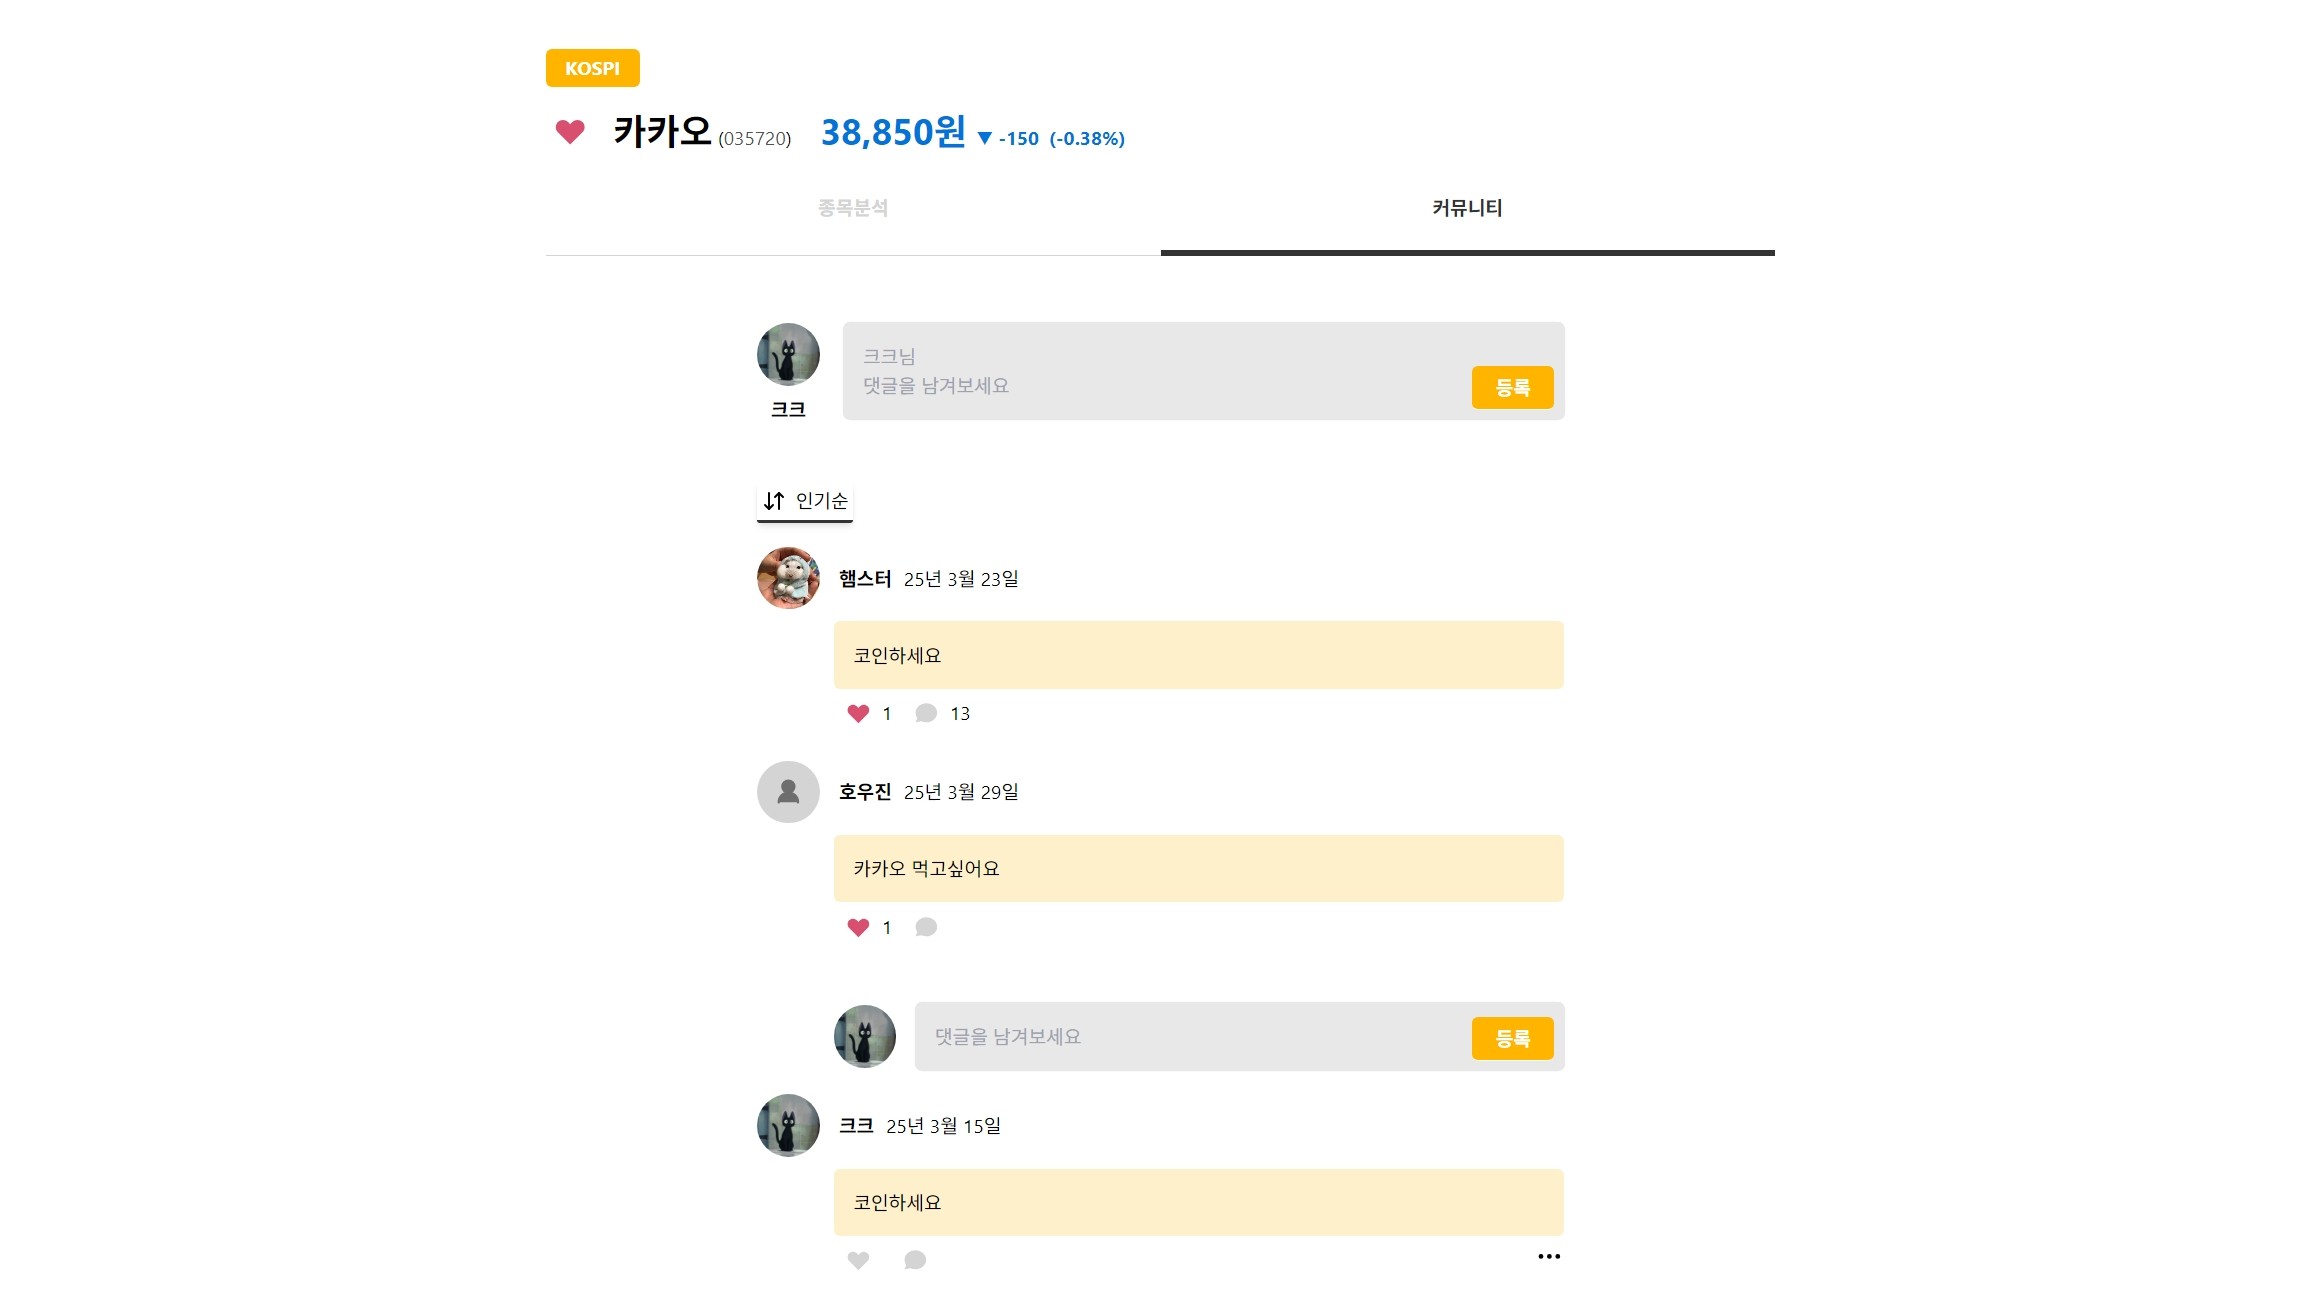 KOSPI
카카오 (035720) 38,850원 ▼ -150 (-0.38%)
종목분석 커뮤니티
크크님
댓글을 남겨보세요
등록
크크
인기순
햄스터 25년 3월 23일
코인하세요
1 13
호우진 25년 3월 29일
카카오 먹고싶어요
1
댓글을 남겨보세요 등록
크크 25년 3월 15일
코인하세요